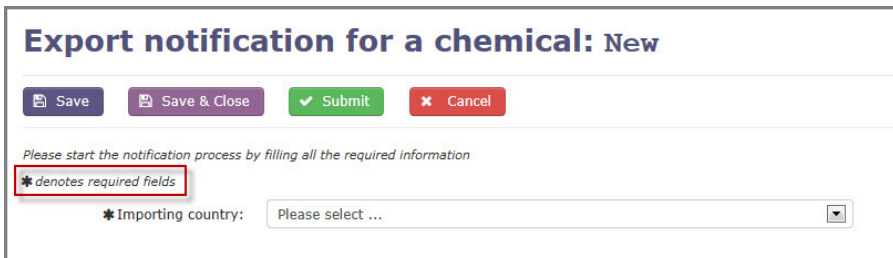 Export notification for a chemical: New
Save Save & Close Submit Cancel
Please start the notification process by filling all the required information
✱ denotes required fields
✱ Importing country: Please select ...